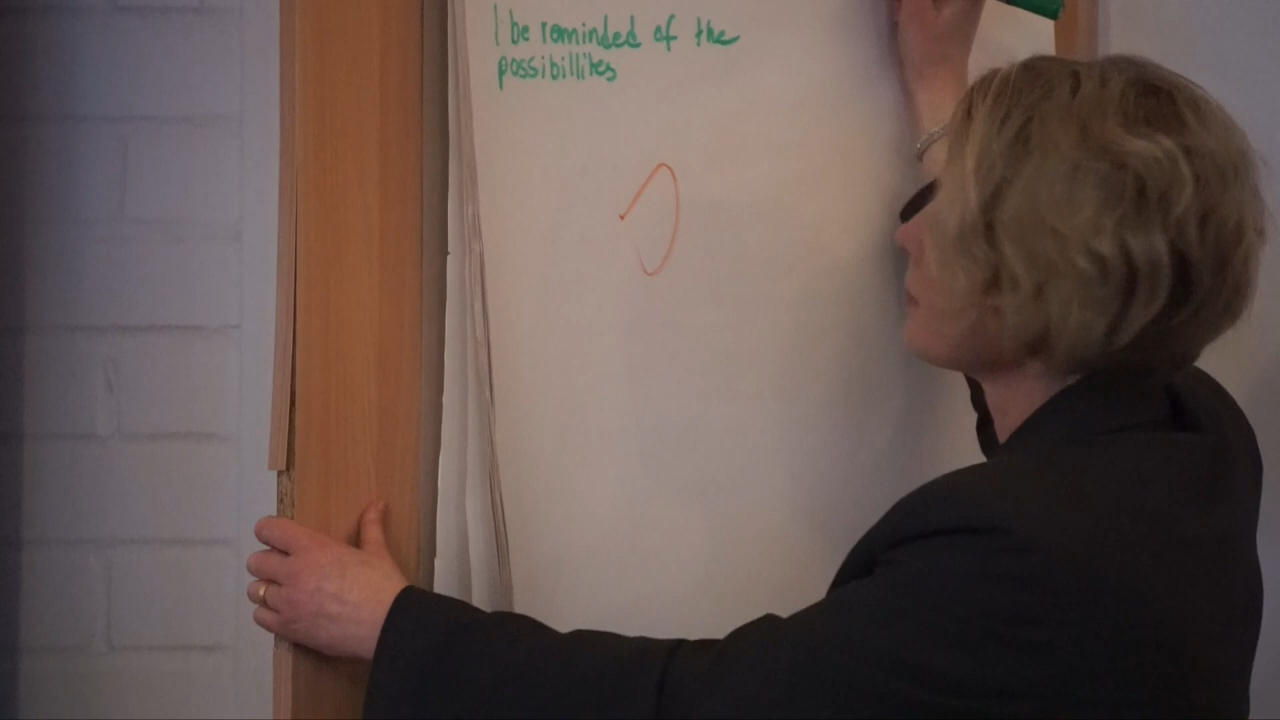 I be reminded of the
possibillites